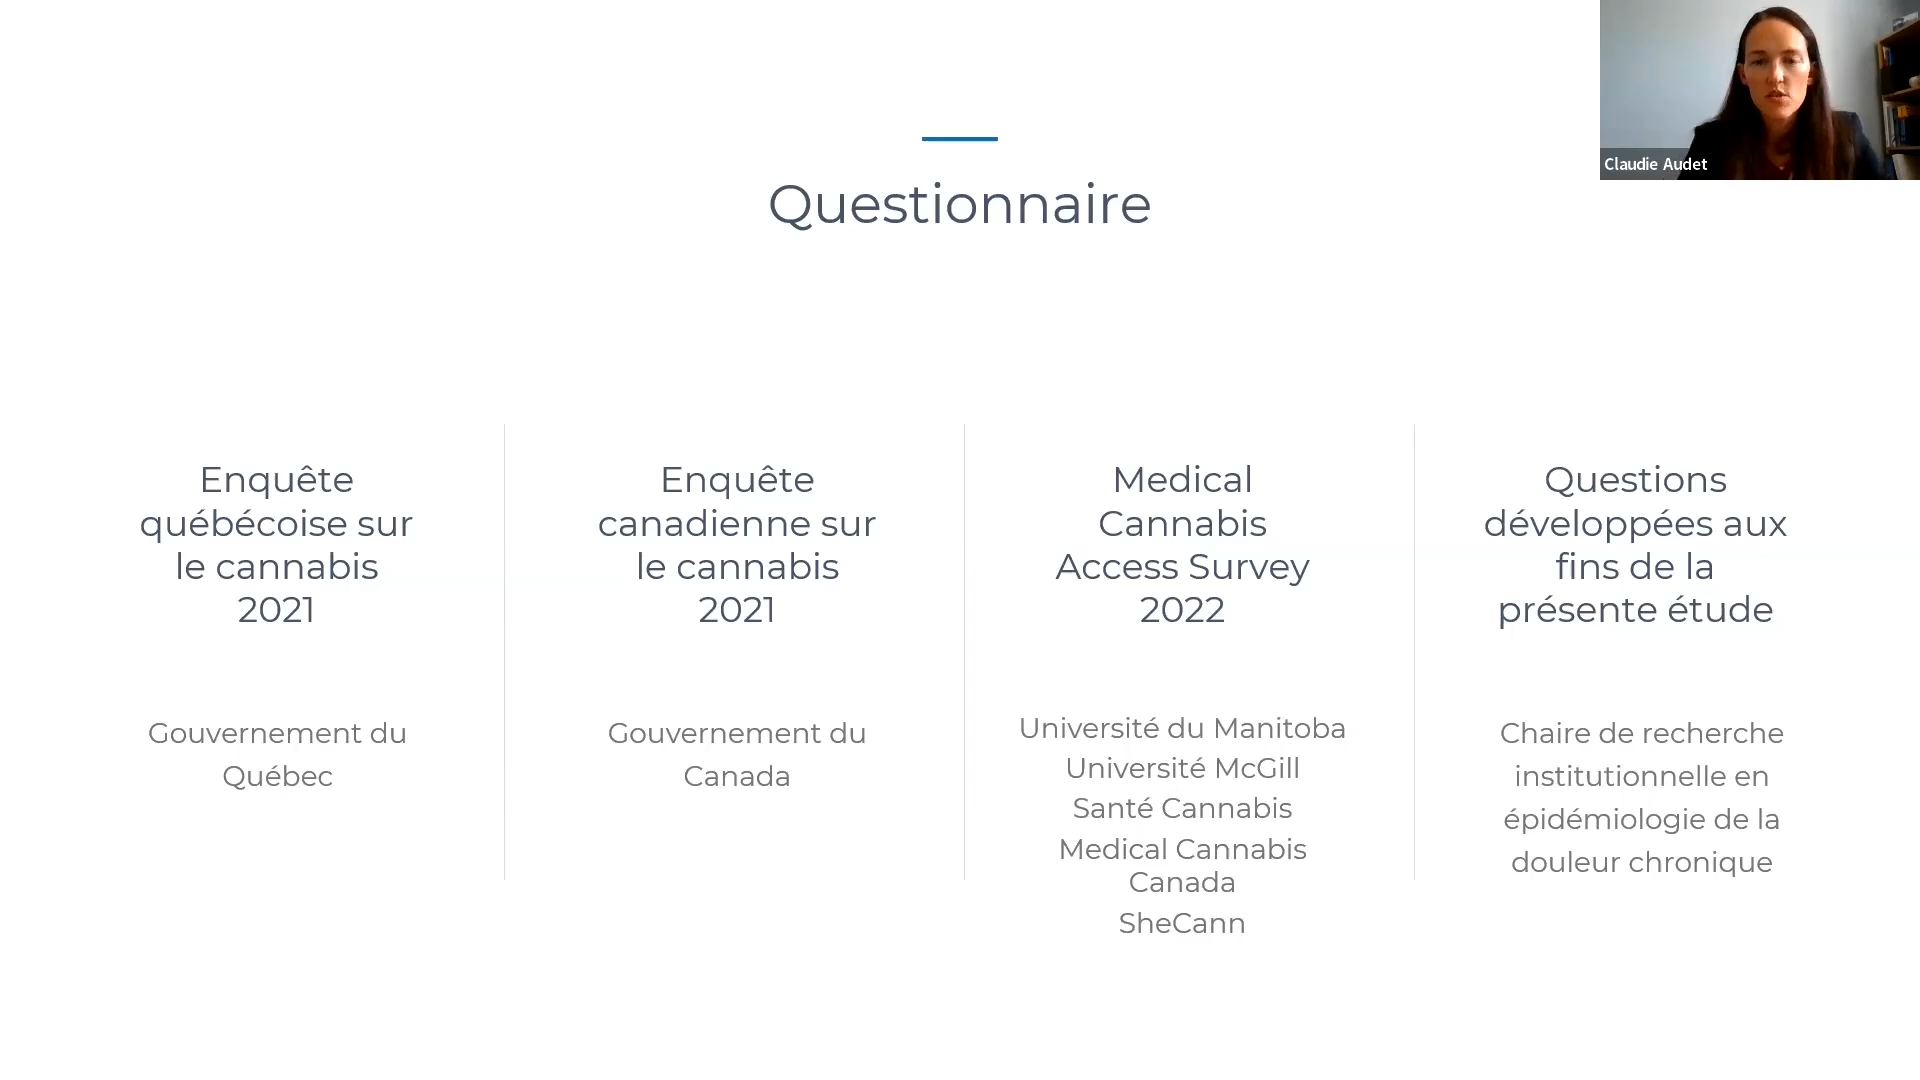 Claudie Audet
Questionnaire
Enquête
québécoise sur
le cannabis
2021
Gouvernement du
Québec
Enquête
canadienne sur
le cannabis
2021
Gouvernement du
Canada
Medical
Cannabis
Access Survey
2022
Université du Manitoba
Université McGill
Santé Cannabis
Medical Cannabis
Canada
SheCann
Questions
développées aux
fins de la
présente étude
Chaire de recherche
institutionnelle en
épidémiologie de la
douleur chronique